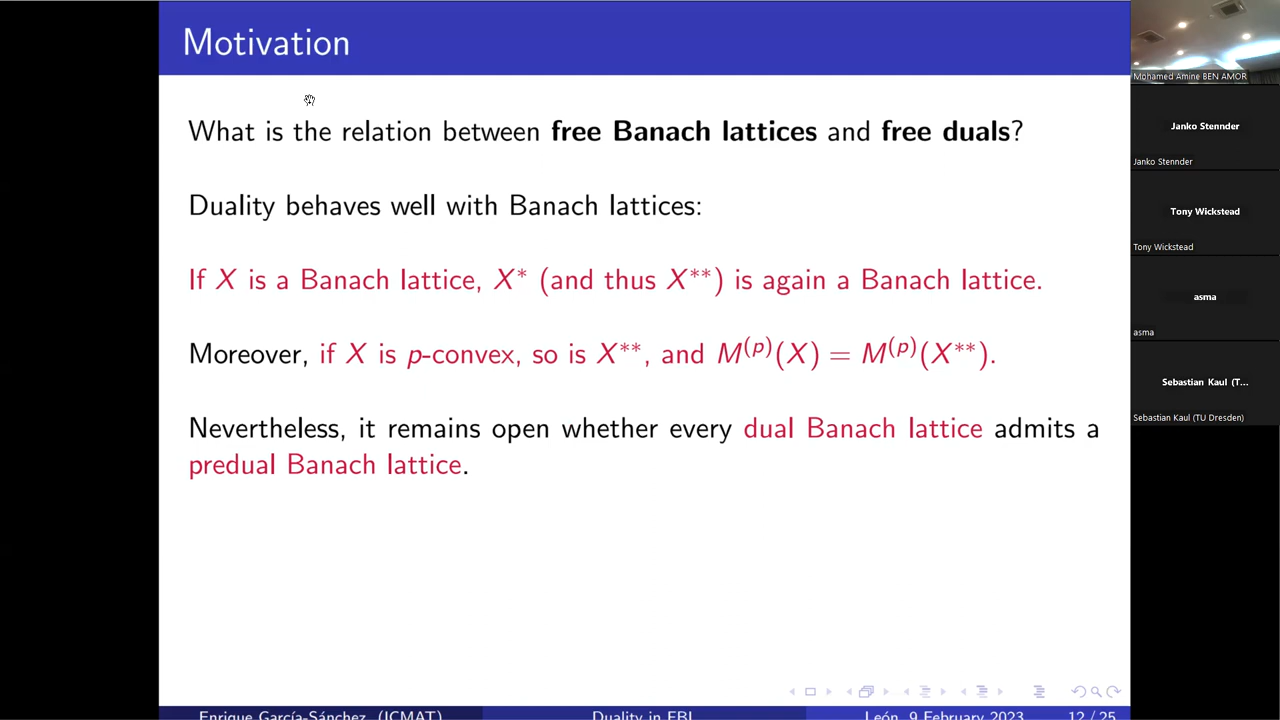 Motivation
What is the relation between free Banach lattices and free duals?
Duality behaves well with Banach lattices:
If X is a Banach lattice, X* (and thus X**) is again a Banach lattice.
Moreover, if X is p-convex, so is X**, and M^(p)(X) = M^(p)(X**).
Nevertheless, it remains open whether every dual Banach lattice admits a
predual Banach lattice.
Enrique García-Sánchez (ICMAT) Duality in FBL León, 9 February 2023 12 / 25
Mohamed Amine BEN AMOR
Janko Stennder
Janko Stennder
Tony Wickstead
Tony Wickstead
asma
asma
Sebastian Kaul (T...
Sebastian Kaul (TU Dresden)